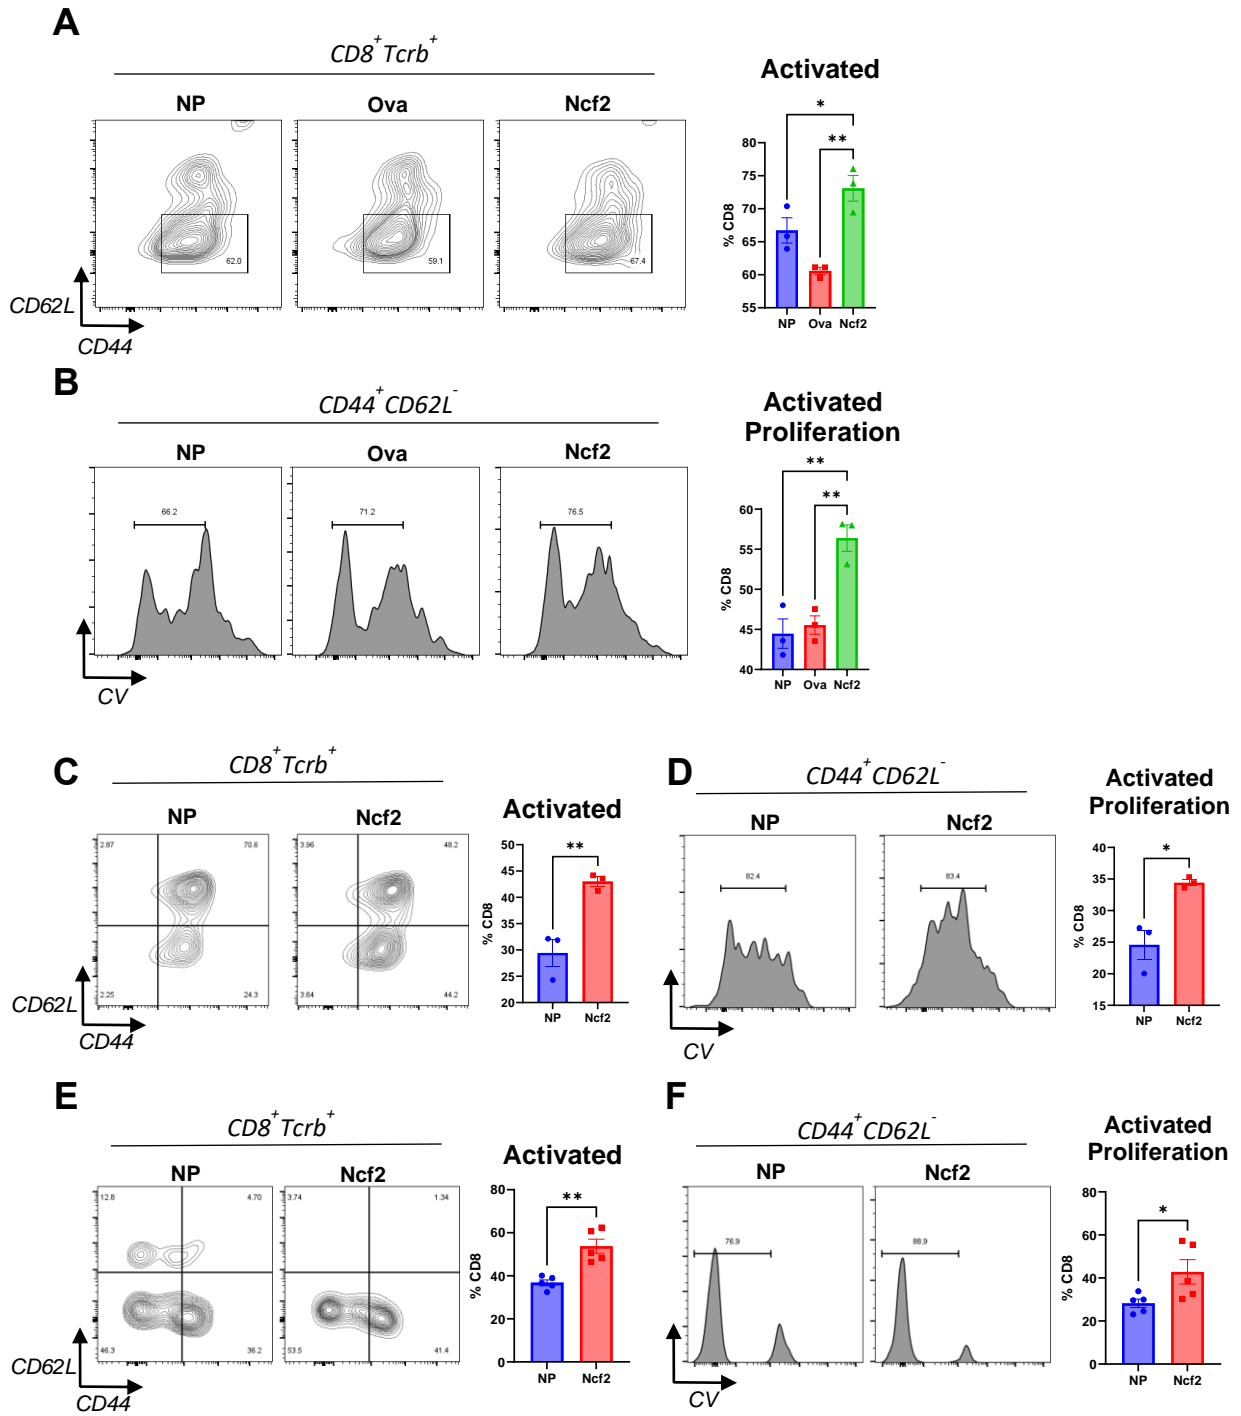 A
CD8+ Tcrb+
NP
Ova
Ncf2
62.0
59.1
67.4
CD62L
CD44
Activated
*
**
% CD8
80
75
70
65
60
55
NP Ova Ncf2
B
CD44+ CD62L-
NP
Ova
Ncf2
66.2
71.2
76.5
CV
Activated
Proliferation
**
**
% CD8
60
55
50
45
40
NP Ova Ncf2
C
CD8+ Tcrb+
NP
Ncf2
2.87 70.6
2.25 24.3
3.96 48.2
3.64 44.2
CD62L
CD44
Activated
**
% CD8
50
45
40
35
30
25
20
NP Ncf2
D
CD44+ CD62L-
NP
Ncf2
82.4
83.4
CV
Activated
Proliferation
*
% CD8
40
35
30
25
20
15
NP Ncf2
E
CD8+ Tcrb+
NP
Ncf2
12.8 4.70
46.3 36.2
3.74 1.34
53.5 41.4
CD62L
CD44
Activated
**
% CD8
80
60
40
20
0
NP Ncf2
F
CD44+ CD62L-
NP
Ncf2
76.9
88.9
CV
Activated
Proliferation
*
% CD8
80
60
40
20
0
NP Ncf2